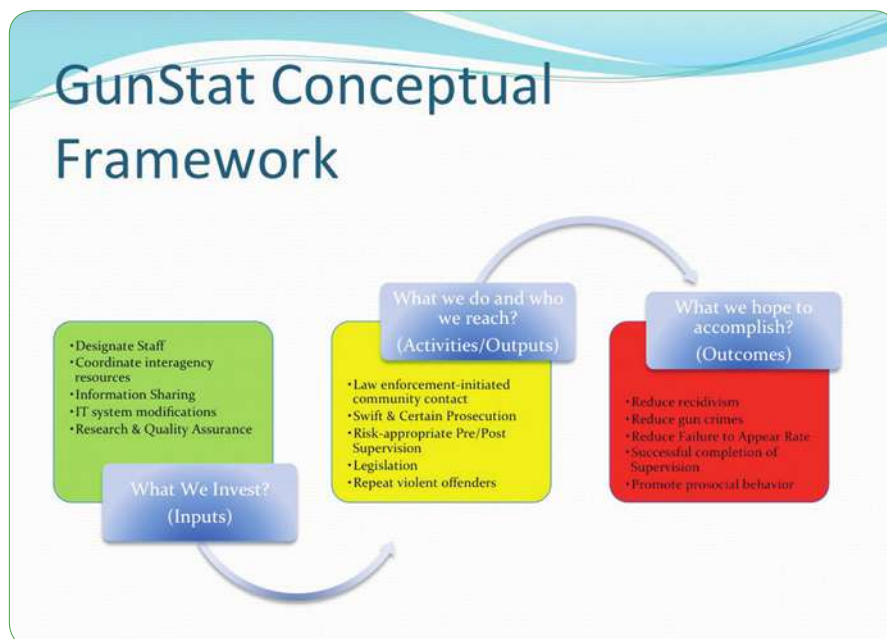 GunStat Conceptual
Framework
•Designate Staff
•Coordinate interagency
resources
•Information Sharing
•IT system modifications
•Research & Quality Assurance
What We Invest?
(Inputs)
What we do and who
we reach?
(Activities/Outputs)
•Law enforcement-initiated
community contact
•Swift & Certain Prosecution
•Risk-appropriate Pre/Post
Supervision
•Legislation
•Repeat violent offenders
What we hope to
accomplish?
(Outcomes)
•Reduce recidivism
•Reduce gun crimes
•Reduce Failure to Appear Rate
•Successful completion of
Supervision
•Promote prosocial behavior